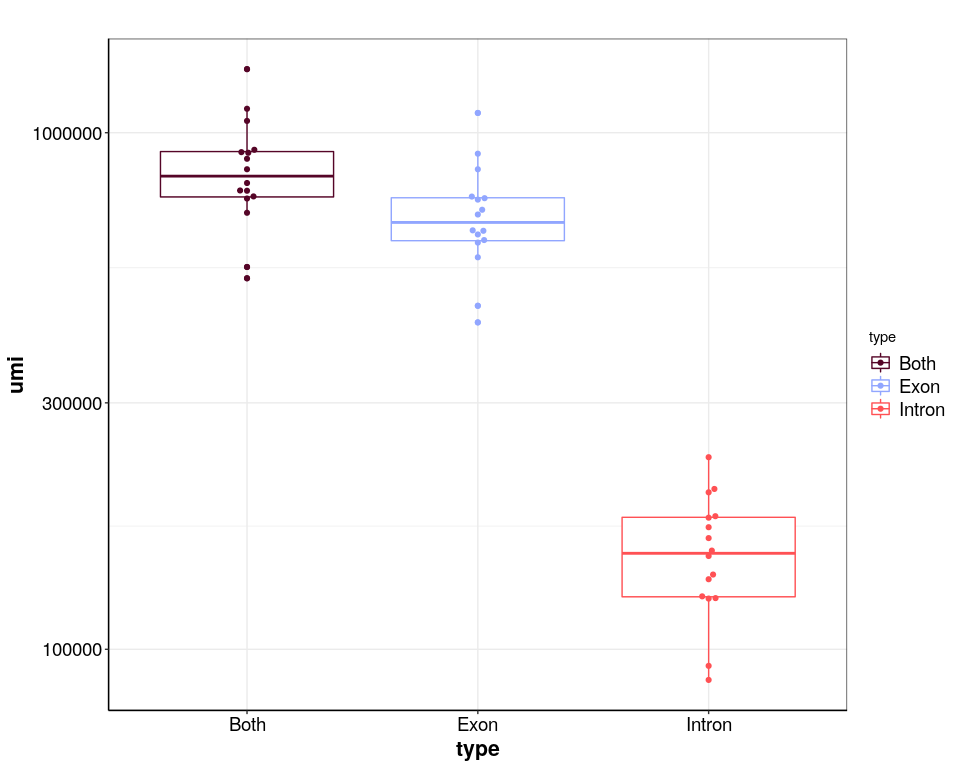 1000000
300000
100000
umi
Both
Exon
Intron
type
type
Both
Exon
Intron